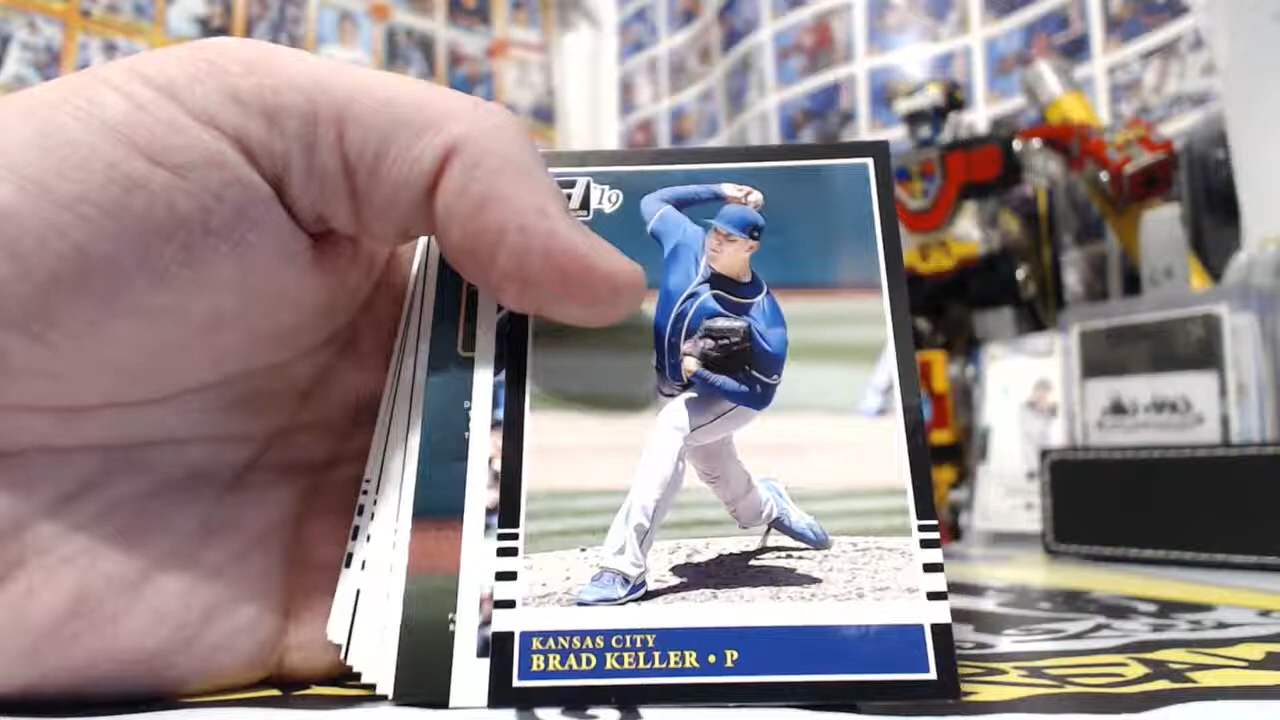 '19
KANSAS CITY
BRAD KELLER • P